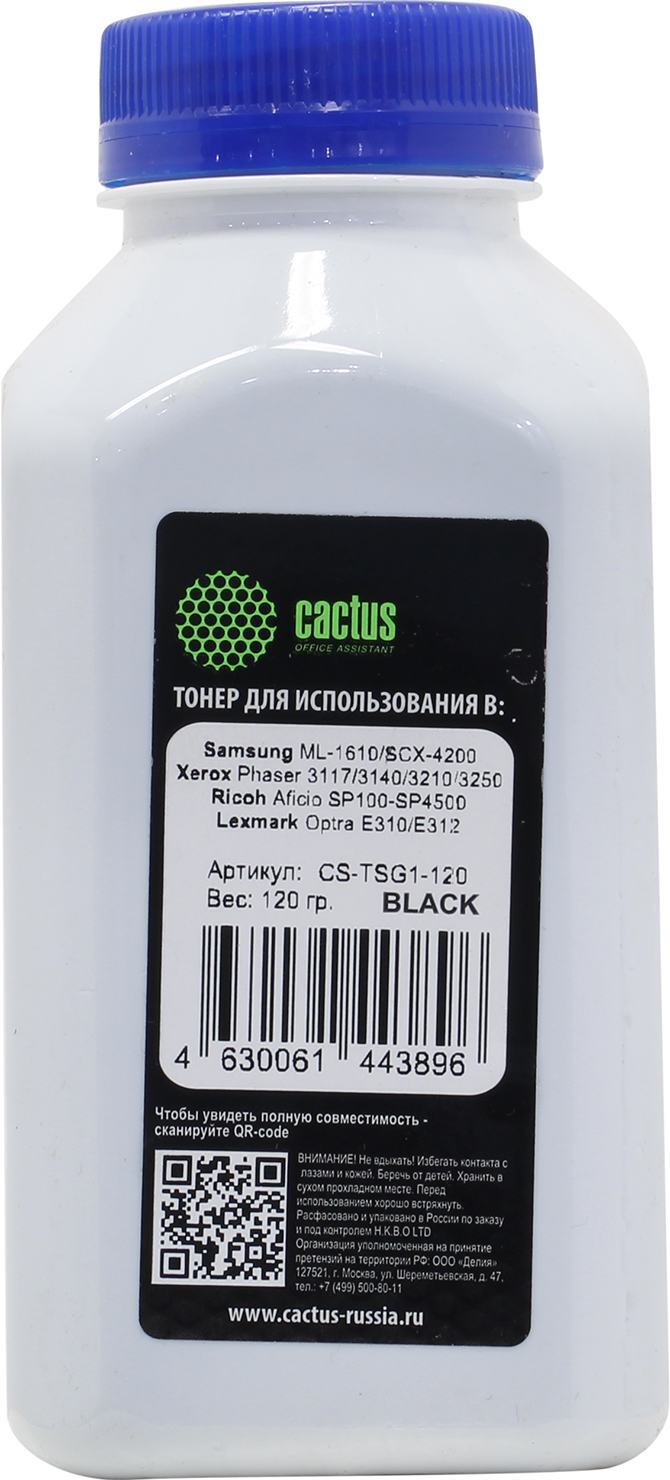 cactus
OFFICE ASSISTANT
ТОНЕР ДЛЯ ИСПОЛЬЗОВАНИЯ В:
Samsung ML-1610/SCX-4200
Xerox Phaser 3117/3140/3210/3250
Ricoh Aficio SP100-SP4500
Lexmark Optra E310/E312
Артикул: CS-TSG1-120
Вес: 120 гр. BLACK
4 630061 443896
Чтобы увидеть полную совместимость -
сканируйте QR-code
ВНИМАНИЕ! Не вдыхать! Избегать контакта с
глазами и кожей. Беречь от детей. Хранить в
сухом прохладном месте. Перед
использованием хорошо встряхнуть.
Расфасовано и упаковано в России по заказу
и под контролем H.K.B.O LTD
Организация уполномоченная на принятие
претензий на территории РФ: ООО «Делия»
127521, г. Москва, ул. Шереметьевская, д. 47,
тел.: +7 (499) 500-80-11
www.cactus-russia.ru